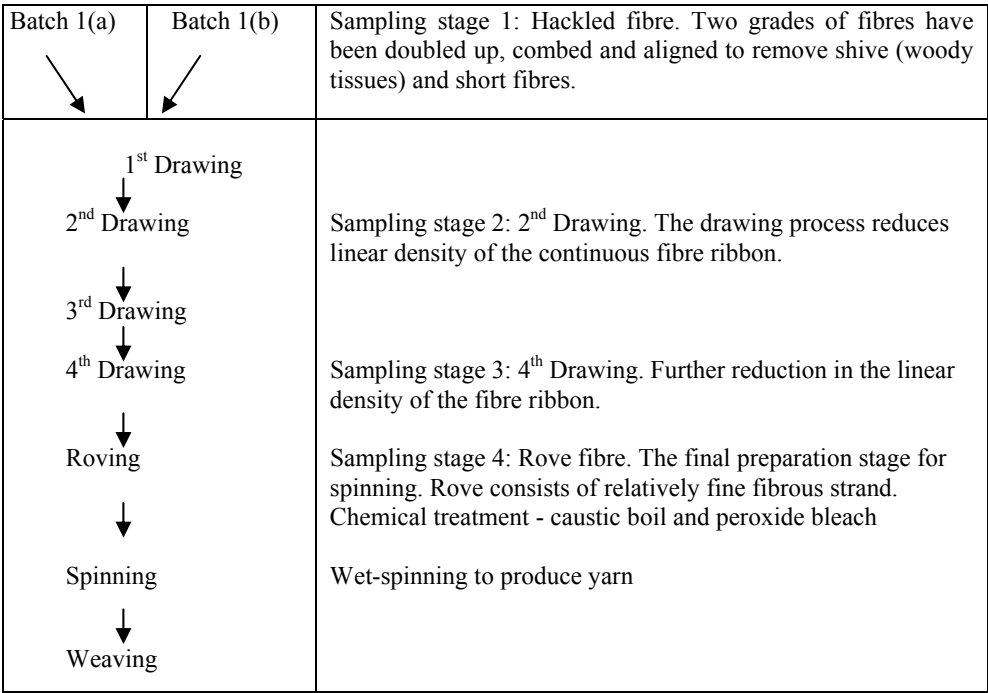 Batch 1(a)
Batch 1(b)
Sampling stage 1: Hackled fibre. Two grades of fibres have
been doubled up, combed and aligned to remove shive (woody
tissues) and short fibres.
1st Drawing
2nd Drawing
Sampling stage 2: 2nd Drawing. The drawing process reduces
linear density of the continuous fibre ribbon.
3rd Drawing
4th Drawing
Sampling stage 3: 4th Drawing. Further reduction in the linear
density of the fibre ribbon.
Roving
Sampling stage 4: Rove fibre. The final preparation stage for
spinning. Rove consists of relatively fine fibrous strand.
Chemical treatment - caustic boil and peroxide bleach
Spinning
Wet-spinning to produce yarn
Weaving